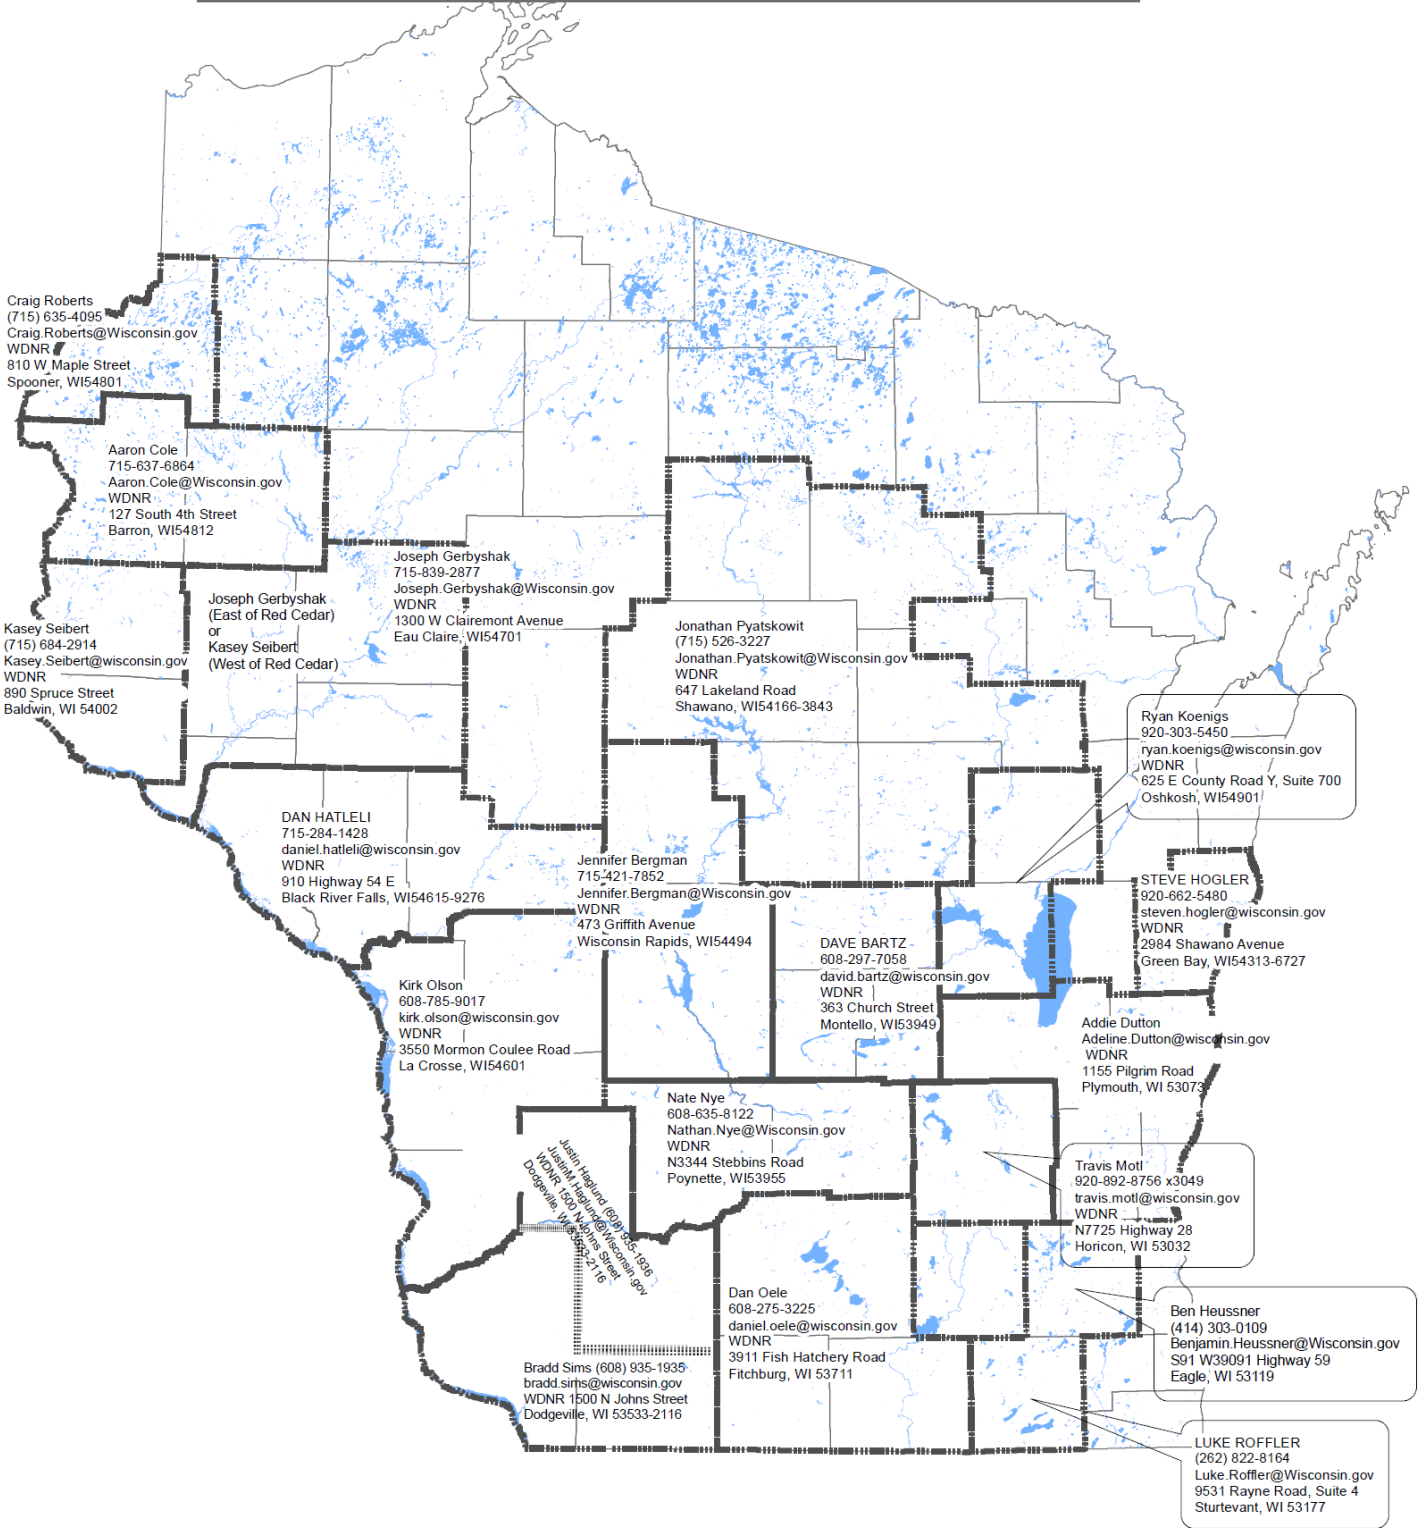 Craig Roberts
(715) 635-4095
Craig.Roberts@Wisconsin.gov
WDNR
810 W Maple Street
Spooner, WI54801
Aaron Cole
715-637-6864
Aaron.Cole@Wisconsin.gov
WDNR
127 South 4th Street
Barron, WI54812
Joseph Gerbyshak
715-839-2877
Joseph.Gerbyshak@Wisconsin.gov
WDNR
1300 W Clairemont Avenue
Eau Claire, WI54701
Joseph Gerbyshak
(East of Red Cedar)
or
Kasey Seibert
(West of Red Cedar)
Kasey Seibert
(715) 684-2914
Kasey.Seibert@wisconsin.gov
WDNR
890 Spruce Street
Baldwin, WI 54002
Jonathan Pyatskowit
(715) 526-3227
Jonathan.Pyatskowit@Wisconsin.gov
WDNR
647 Lakeland Road
Shawano, WI54166-3843
Ryan Koenigs
920-303-5450
ryan.koenigs@wisconsin.gov
WDNR
625 E County Road Y, Suite 700
Oshkosh, WI54901
DAN HATLELI
715-284-1428
daniel.hatleli@wisconsin.gov
WDNR
910 Highway 54 E
Black River Falls, WI54615-9276
Jennifer Bergman
715-421-7852
Jennifer.Bergman@Wisconsin.gov
WDNR
473 Griffith Avenue
Wisconsin Rapids, WI54494
STEVE HOGLER
920-662-5480
steven.hogler@wisconsin.gov
WDNR
2984 Shawano Avenue
Green Bay, WI54313-6727
DAVE BARTZ
608-297-7058
david.bartz@wisconsin.gov
WDNR
363 Church Street
Montello, WI53949
Kirk Olson
608-785-9017
kirk.olson@wisconsin.gov
WDNR
3550 Mormon Coulee Road
La Crosse, WI54601
Addie Dutton
Adeline.Dutton@wisconsin.gov
WDNR
1155 Pilgrim Road
Plymouth, WI 53073
Nate Nye
608-635-8122
Nathan.Nye@Wisconsin.gov
WDNR
N3344 Stebbins Road
Poynette, WI53955
Justin Haglund (608) 935-1936
JustinM.Haglund@Wisconsin.gov
WDNR 1500 N Johns Street
Dodgeville, WI 53533-2116
Travis Motl
920-892-8756 x3049
travis.motl@wisconsin.gov
WDNR
N7725 Highway 28
Horicon, WI 53032
Dan Oele
608-275-3225
daniel.oele@wisconsin.gov
WDNR
3911 Fish Hatchery Road
Fitchburg, WI 53711
Ben Heussner
(414) 303-0109
Benjamin.Heussner@Wisconsin.gov
S91 W39091 Highway 59
Eagle, WI 53119
Bradd Sims (608) 935-1935
bradd.sims@wisconsin.gov
WDNR 1500 N Johns Street
Dodgeville, WI 53533-2116
LUKE ROFFLER
(262) 822-8164
Luke.Roffler@Wisconsin.gov
9531 Rayne Road, Suite 4
Sturtevant, WI 53177